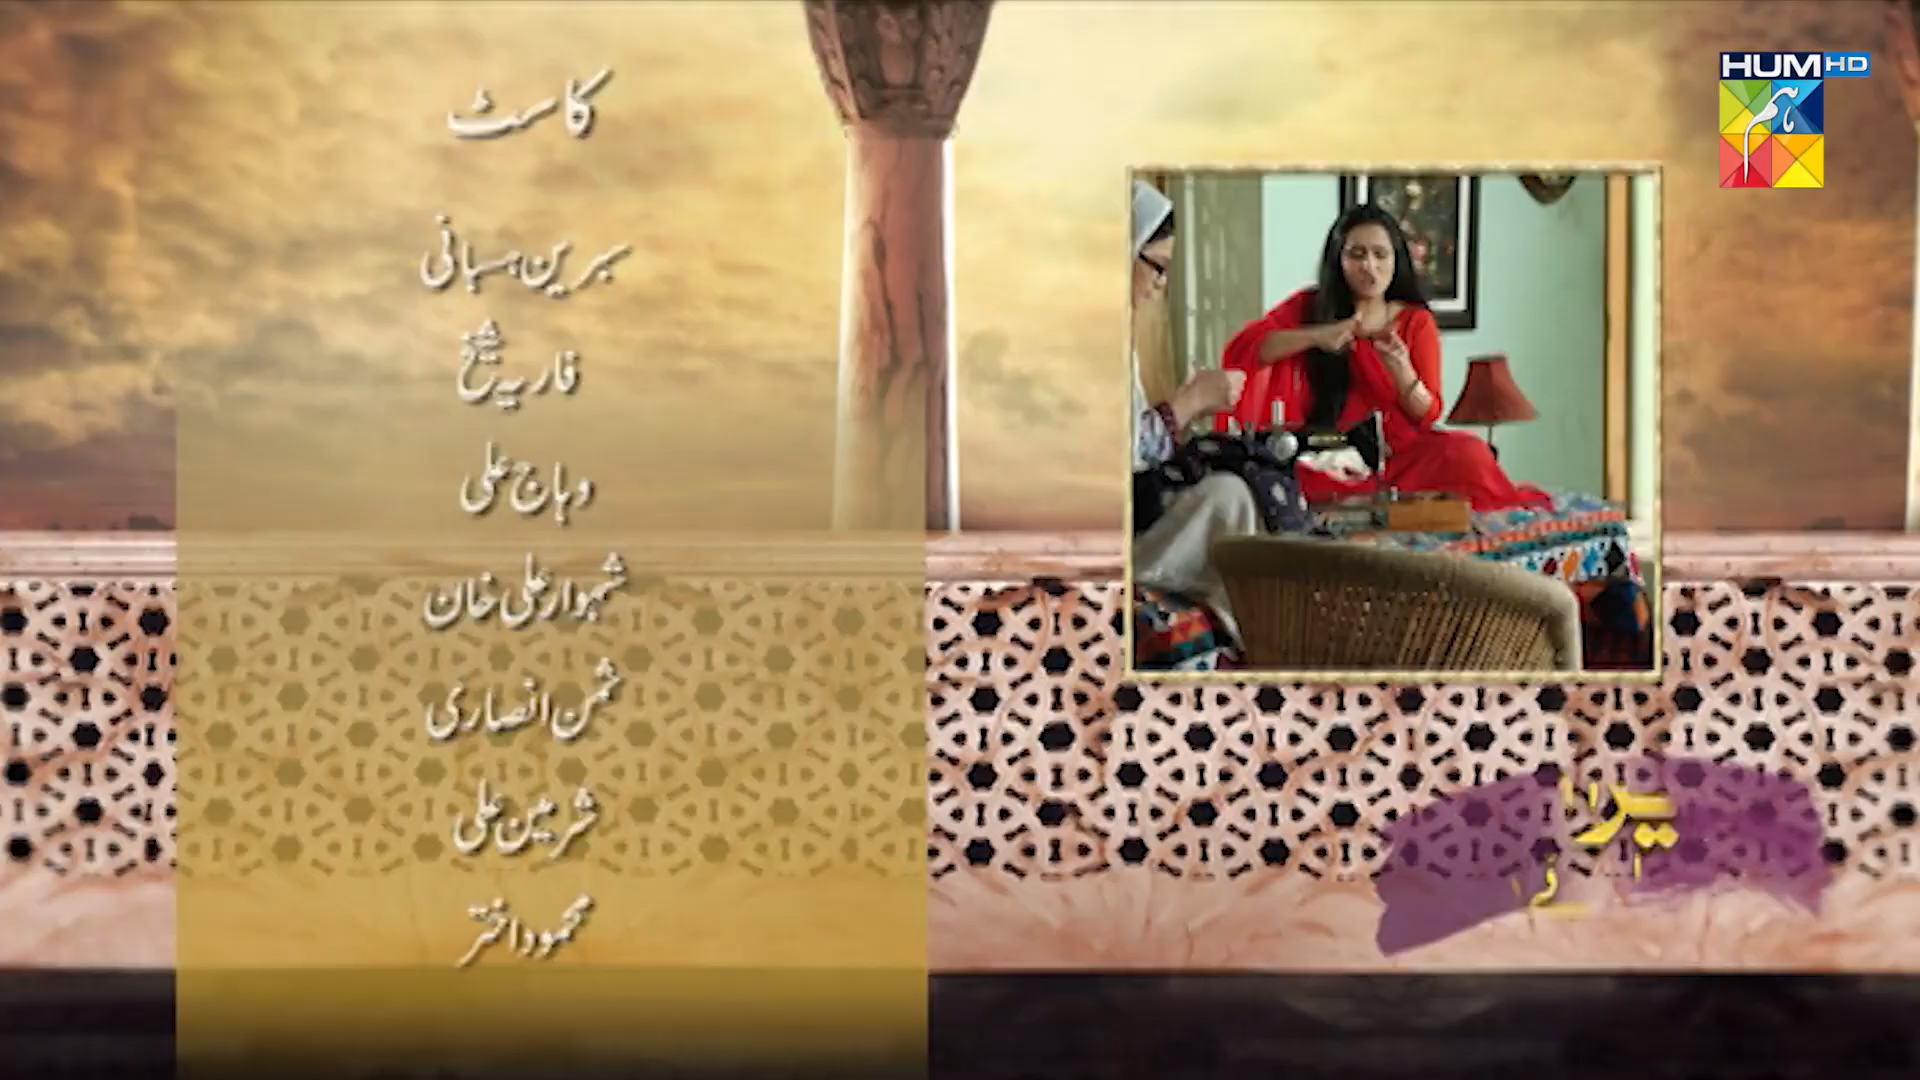 کاسٹ
سبرین ہسبانی
فاریہ شیخ
وہاج علی
شہوار علی خان
ثمن انصاری
شرمین علی
محمود اختر
HUM HD
ہم